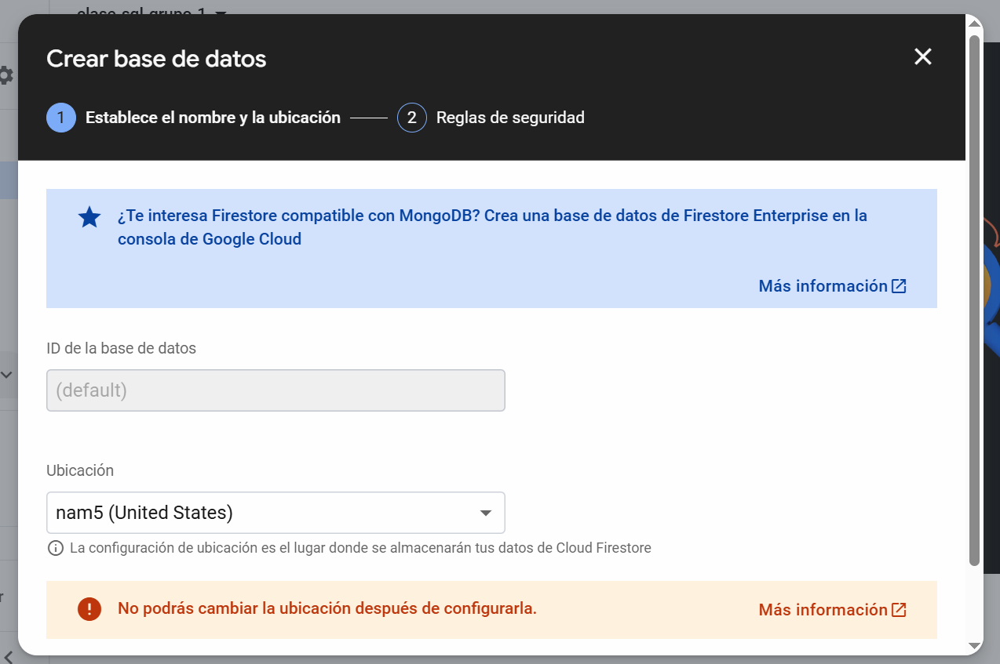 clase-sql-grupo-1
Crear base de datos
1 Establece el nombre y la ubicación
2 Reglas de seguridad
¿Te interesa Firestore compatible con MongoDB? Crea una base de datos de Firestore Enterprise en la
consola de Google Cloud
Más información
ID de la base de datos
(default)
Ubicación
nam5 (United States)
La configuración de ubicación es el lugar donde se almacenarán tus datos de Cloud Firestore
No podrás cambiar la ubicación después de configurarla.
Más información